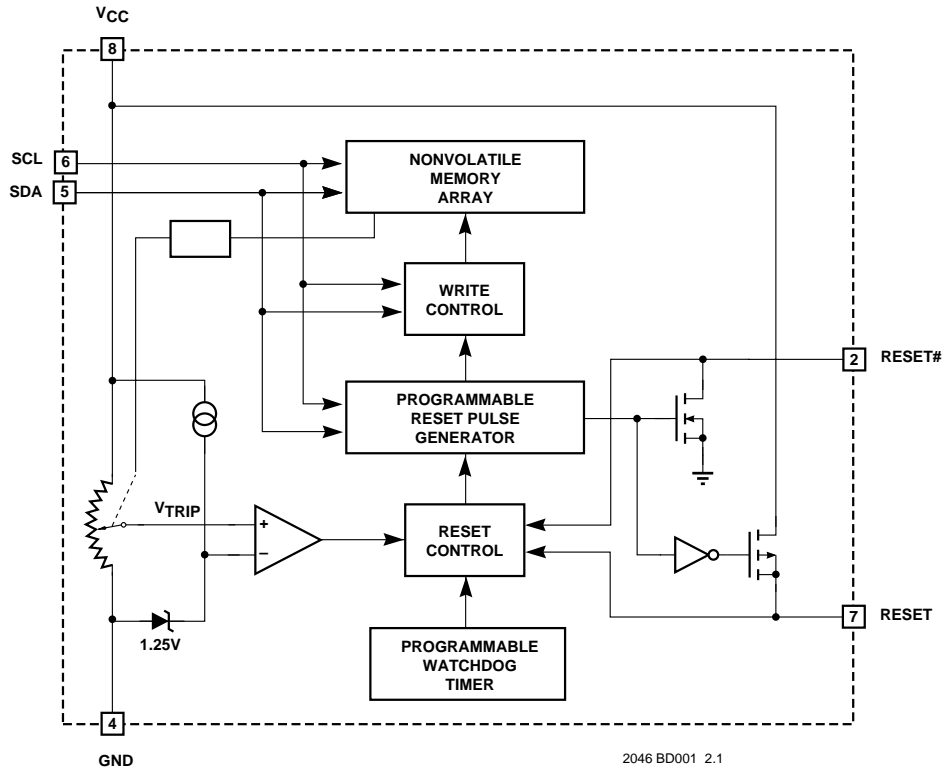 VCC
8
SCL
6
SDA
5
NONVOLATILE
MEMORY
ARRAY
WRITE
CONTROL
2
RESET#
PROGRAMMABLE
RESET PULSE
GENERATOR
VTRIP
+
–
RESET
CONTROL
7
RESET
1.25V
PROGRAMMABLE
WATCHDOG
TIMER
4
GND
2046 BD001 2.1